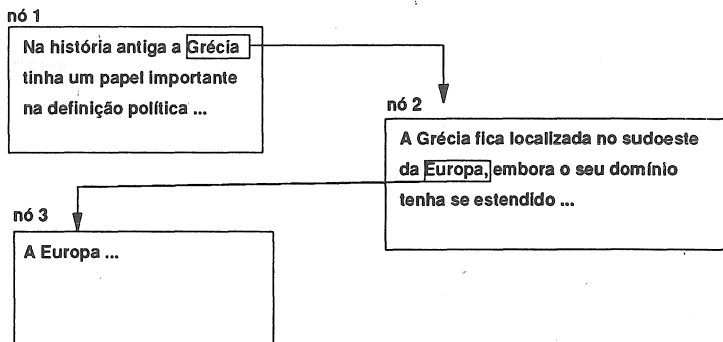 nó 1
Na história antiga a Grécia
tinha um papel importante
na definição política ...
nó 2
A Grécia fica localizada no sudoeste
da Europa, embora o seu domínio
tenha se estendido ...
nó 3
A Europa ...